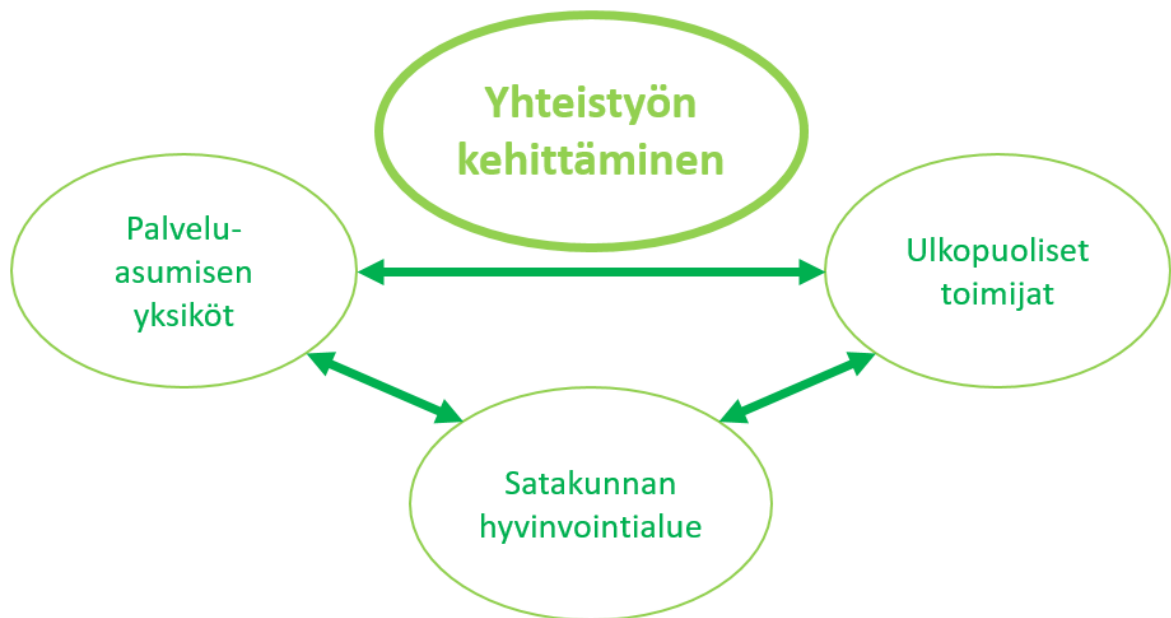 Yhteistyön
kehittäminen
Palvelu-
asumisen
yksiköt
Ulkopuoliset
toimijat
Satakunnan
hyvinvointialue